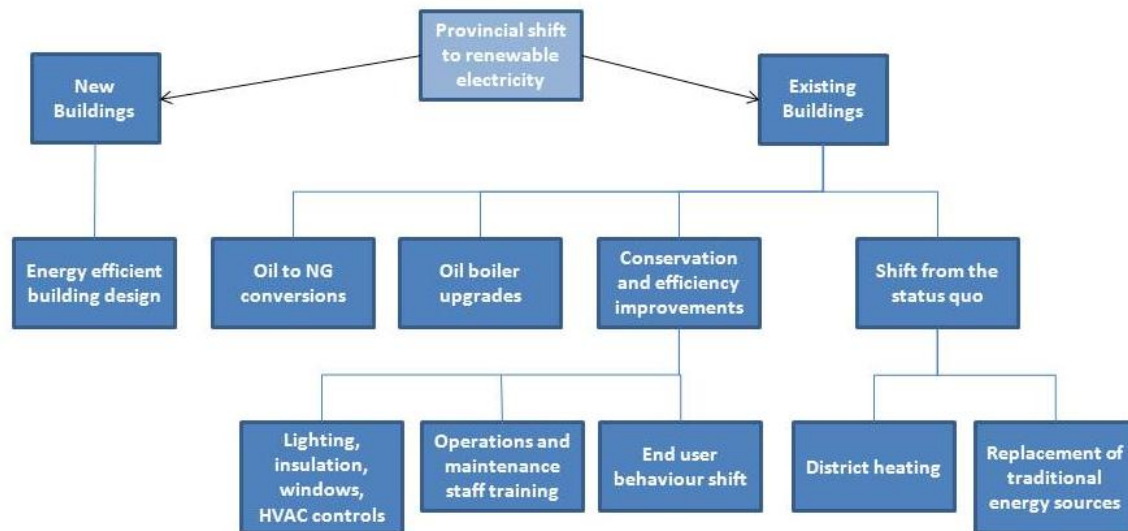 Provincial shift
to renewable
electricity
New
Buildings
Existing
Buildings
Energy efficient
building design
Oil to NG
conversions
Oil boiler
upgrades
Conservation
and efficiency
improvements
Shift from the
status quo
Lighting,
insulation,
windows,
HVAC controls
Operations and
maintenance
staff training
End user
behaviour shift
District heating
Replacement of
traditional
energy sources